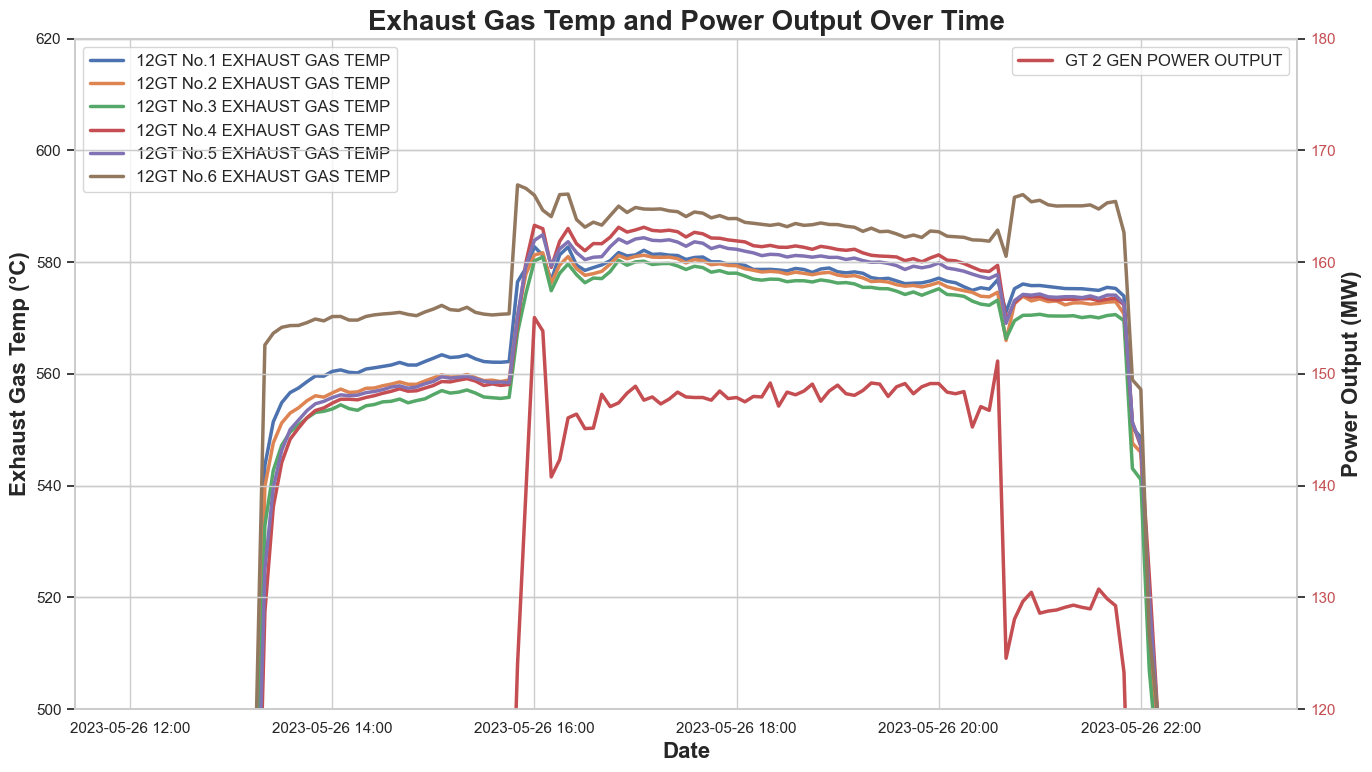 Exhaust Gas Temp and Power Output Over Time
12GT No.1 EXHAUST GAS TEMP
12GT No.2 EXHAUST GAS TEMP
12GT No.3 EXHAUST GAS TEMP
12GT No.4 EXHAUST GAS TEMP
12GT No.5 EXHAUST GAS TEMP
12GT No.6 EXHAUST GAS TEMP
GT 2 GEN POWER OUTPUT
Exhaust Gas Temp (°C)
620
600
580
560
540
520
500
180
170
160
150
140
130
120
Power Output (MW)
2023-05-26 12:00
2023-05-26 14:00
2023-05-26 16:00
2023-05-26 18:00
2023-05-26 20:00
2023-05-26 22:00
Date